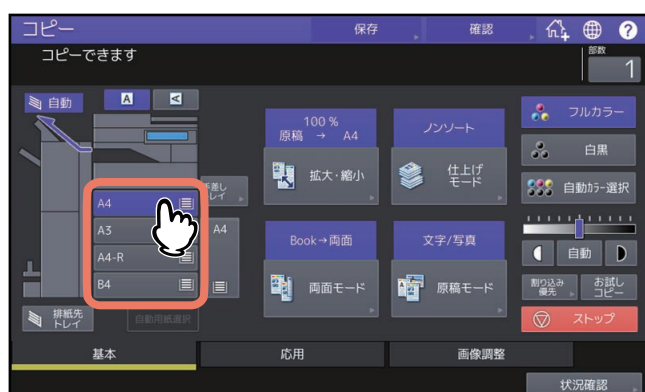 コピー
保存
確認
?
コピーできます
部数
1
自動
A
A
100 %
原稿 → A4
ノンソート
フルカラー
拡大・縮小
仕上げ
モード
白黒
自動ｶﾗｰ選択
A4
A3
A4-R
B4
A4
Book→両面
文字/写真
自動
両面モード
原稿モード
割り込み
優先
お試し
コピー
排紙先
トレイ
自動用紙選択
ストップ
基本
応用
画像調整
状況確認